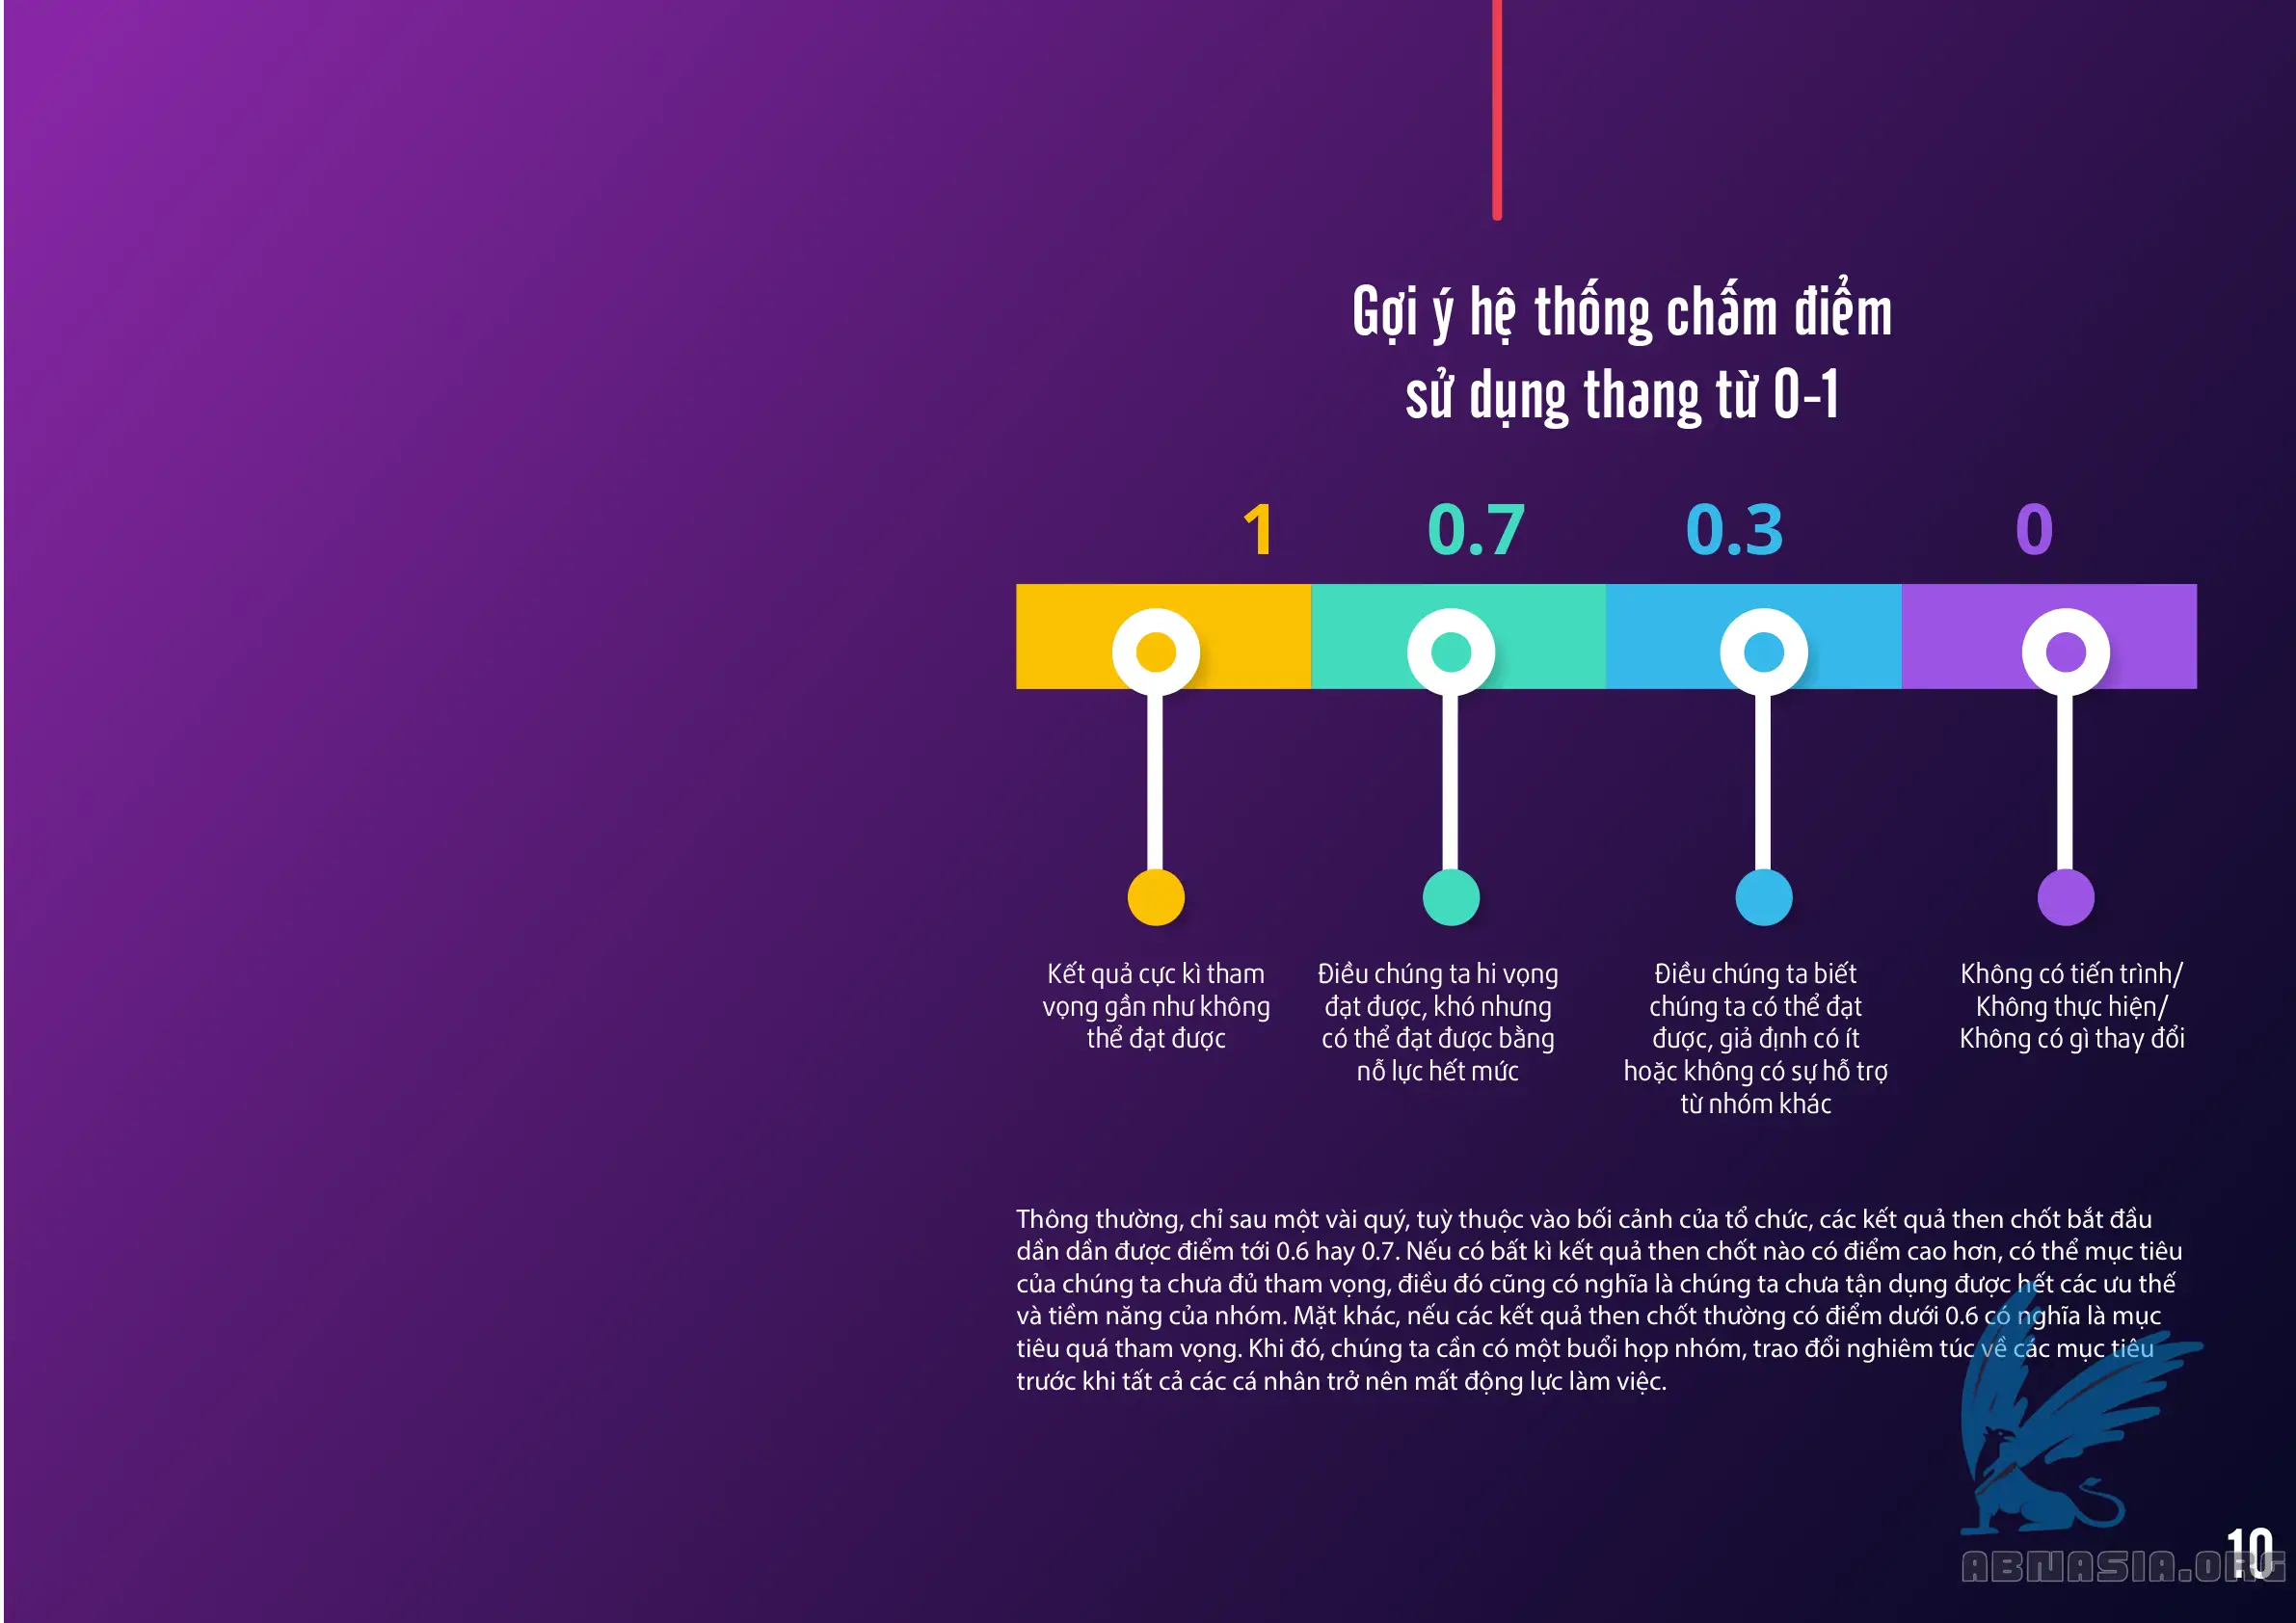 Gợi ý hệ thống chấm điểm
sử dụng thang từ 0-1
1
0.7
0.3
0
Kết quả cực kì tham
vọng gần như không
thể đạt được
Điều chúng ta hi vọng
đạt được, khó nhưng
có thể đạt được bằng
nỗ lực hết mức
Điều chúng ta biết
chúng ta có thể đạt
được, giả định có ít
hoặc không có sự hỗ trợ
từ nhóm khác
Không có tiến trình/
Không thực hiện/
Không có gì thay đổi
Thông thường, chỉ sau một vài quý, tuỳ thuộc vào bối cảnh của tổ chức, các kết quả then chốt bắt đầu
dần dần được điểm tới 0.6 hay 0.7. Nếu có bất kì kết quả then chốt nào có điểm cao hơn, có thể mục tiêu
của chúng ta chưa đủ tham vọng, điều đó cũng có nghĩa là chúng ta chưa tận dụng được hết các ưu thế
và tiềm năng của nhóm. Mặt khác, nếu các kết quả then chốt thường có điểm dưới 0.6 có nghĩa là mục
tiêu quá tham vọng. Khi đó, chúng ta cần có một buổi họp nhóm, trao đổi nghiêm túc về các mục tiêu
trước khi tất cả các cá nhân trở nên mất động lực làm việc.
10
ABNASIA.ORG